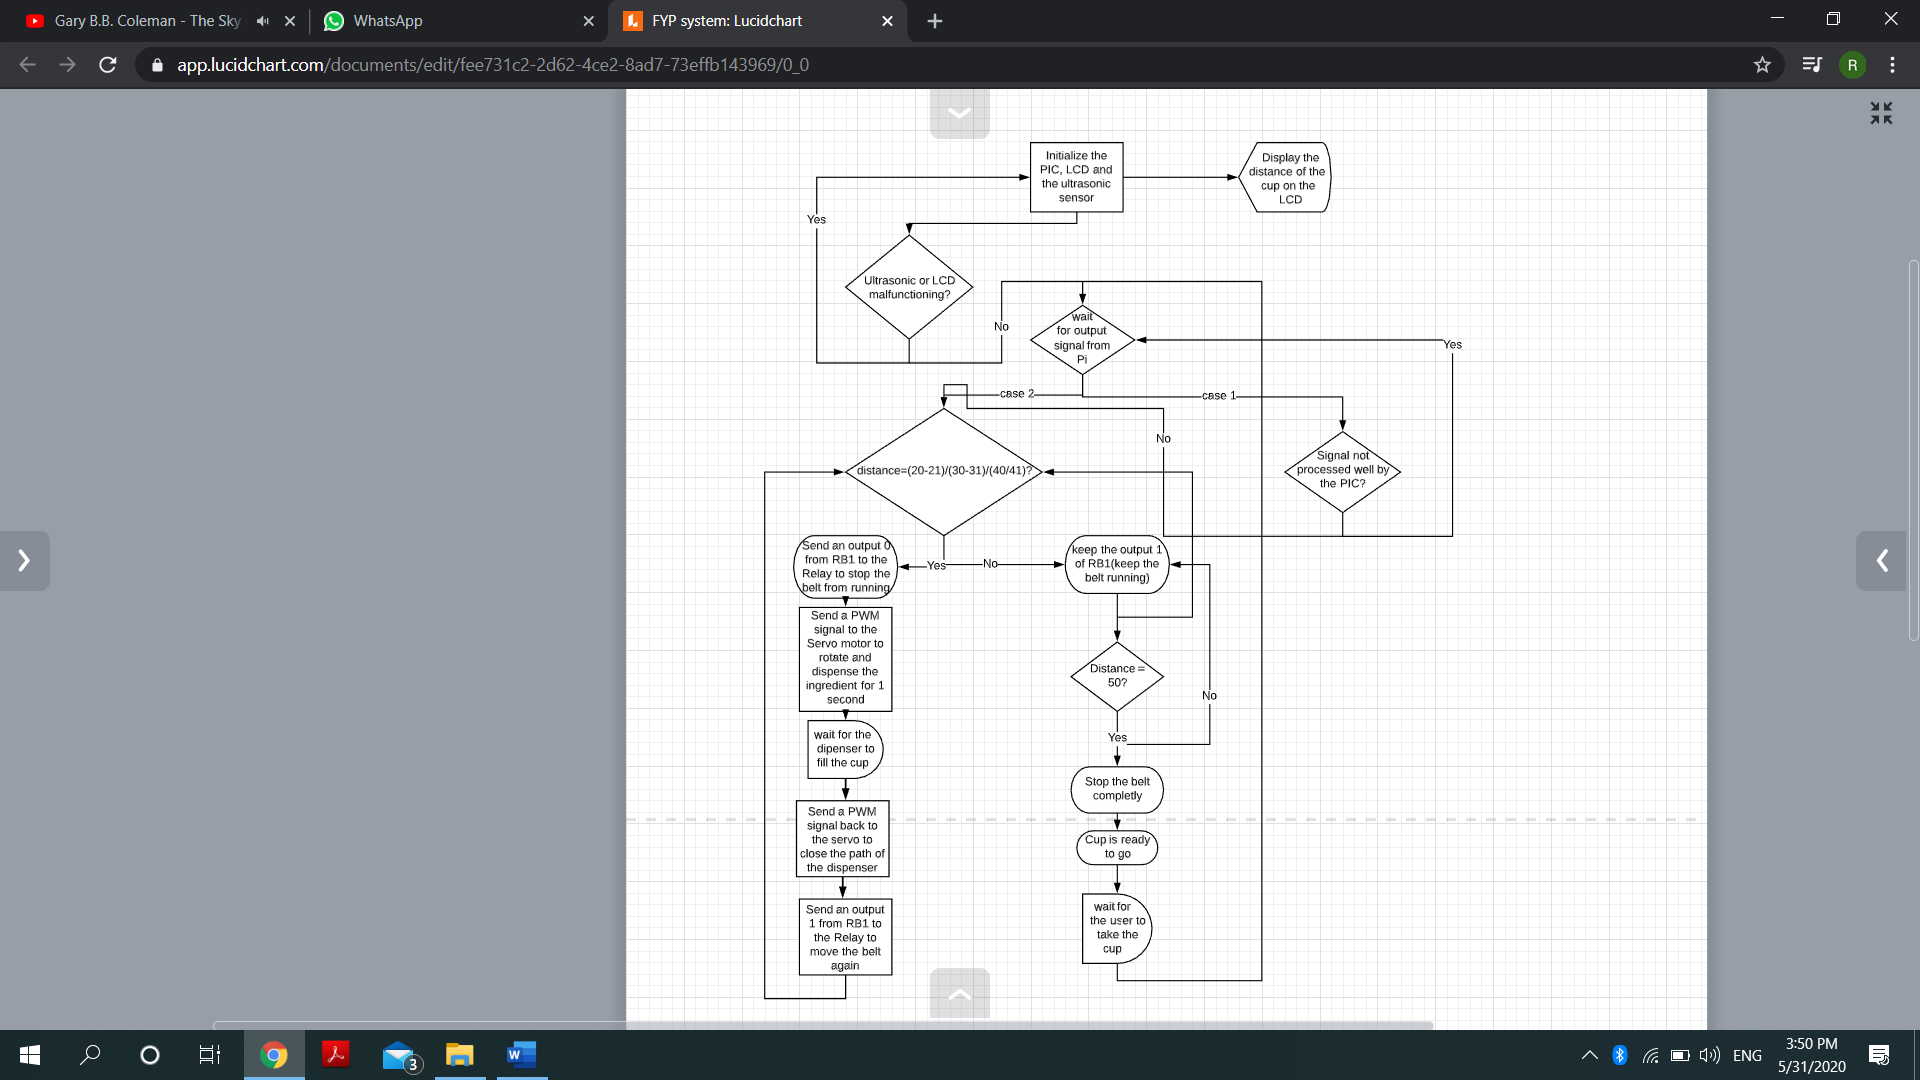 Gary B.B. Coleman - The Sky
WhatsApp
FYP system: Lucidchart
app.lucidchart.com/documents/edit/fee731c2-2d62-4ce2-8ad7-73effb143969/0_0
R
Initialize the
PIC, LCD and
the ultrasonic
sensor
Display the
distance of the
cup on the
LCD
Yes
Ultrasonic or LCD
malfunctioning?
No
wait
for output
signal from
Pi
Yes
case 2
case 1
No
distance=(20-21)/(30-31)/(40/41)?
Signal not
processed well by
the PIC?
Send an output 0
from RB1 to the
Relay to stop the
belt from running
Yes
No
keep the output 1
of RB1(keep the
belt running)
Send a PWM
signal to the
Servo motor to
rotate and
dispense the
ingredient for 1
second
Distance =
50?
No
wait for the
dipenser to
fill the cup
Yes
Stop the belt
completly
Send a PWM
signal back to
the servo to
close the path of
the dispenser
Cup is ready
to go
Send an output
1 from RB1 to
the Relay to
move the belt
again
wait for
the user to
take the
cup
3
W
ENG
3:50 PM
5/31/2020